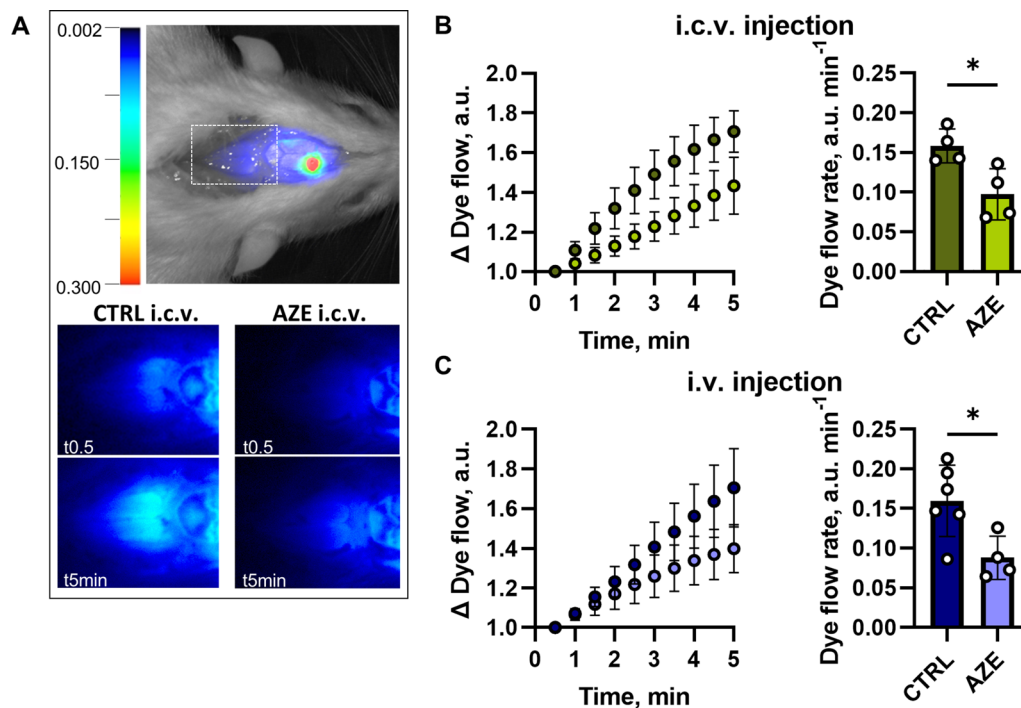 A
0.002
0.150
0.300
CTRL i.c.v.
AZE i.c.v.
t0.5
t0.5
t5min
t5min
B
i.c.v. injection
Δ Dye flow, a.u.
2.0
1.8
1.6
1.4
1.2
1.0
0 1 2 3 4 5
Time, min
Dye flow rate, a.u. min⁻¹
0.25
0.20
0.15
0.10
0.05
0.00
*
CTRL
AZE
C
i.v. injection
Δ Dye flow, a.u.
2.0
1.8
1.6
1.4
1.2
1.0
0 1 2 3 4 5
Time, min
Dye flow rate, a.u. min⁻¹
0.25
0.20
0.15
0.10
0.05
0.00
*
CTRL
AZE